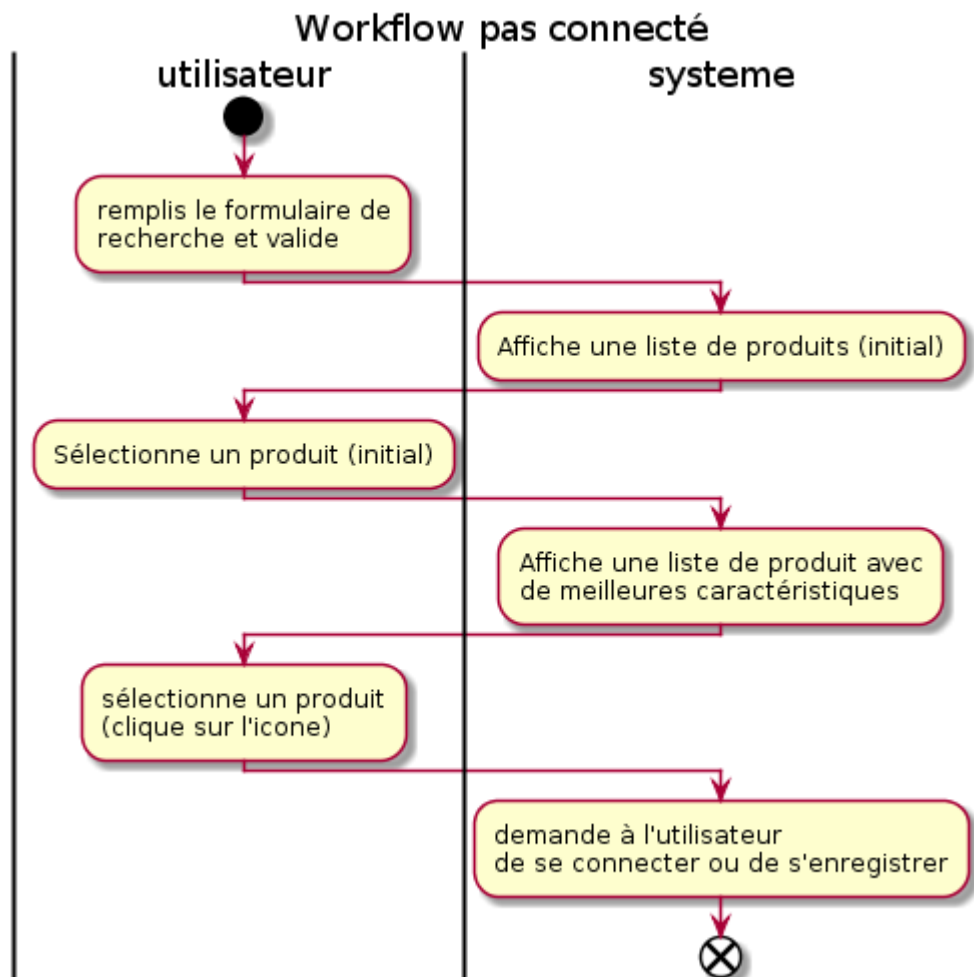 Workflow pas connecté
utilisateur
systeme
remplis le formulaire de
recherche et valide
Affiche une liste de produits (initial)
Sélectionne un produit (initial)
Affiche une liste de produit avec
de meilleures caractéristiques
sélectionne un produit
(clique sur l'icone)
demande à l'utilisateur
de se connecter ou de s'enregistrer